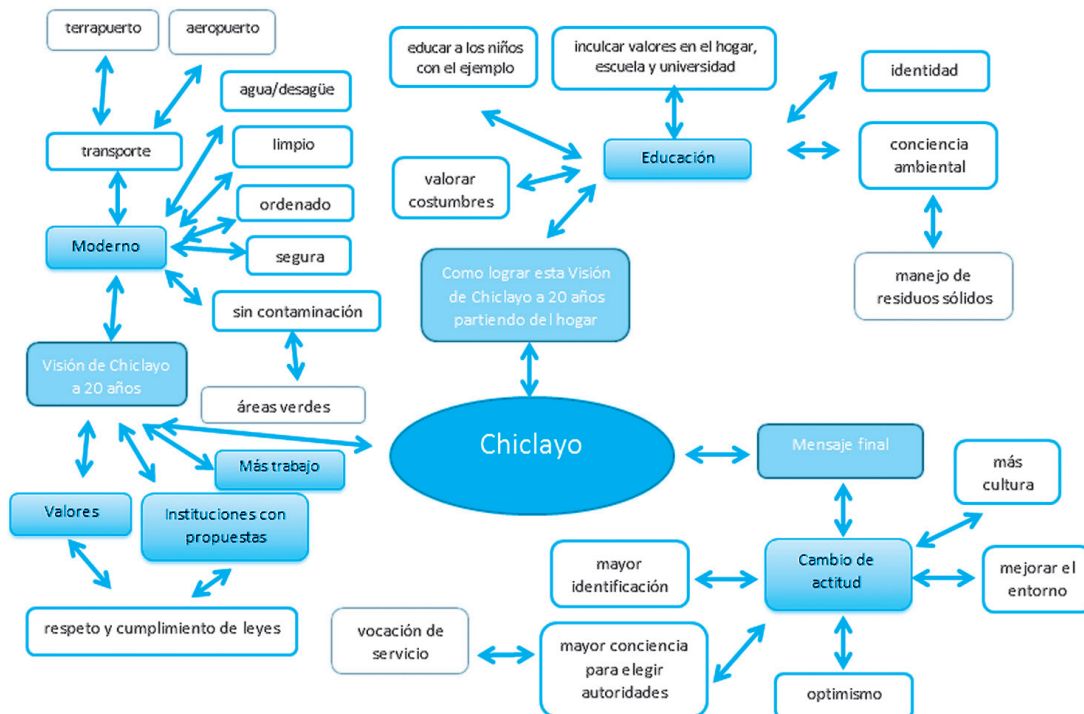 terrapuerto
aeropuerto
agua/desagüe
transporte
limpio
ordenado
Moderno
segura
sin contaminación
Visión de Chiclayo
a 20 años
áreas verdes
Más trabajo
Valores
Instituciones con
propuestas
respeto y cumplimiento de leyes
educar a los niños
con el ejemplo
inculcar valores en el hogar,
escuela y universidad
identidad
Educación
conciencia
ambiental
valorar
costumbres
manejo de
residuos sólidos
Como lograr esta Visión
de Chiclayo a 20 años
partiendo del hogar
Chiclayo
Mensaje final
más
cultura
Cambio de
actitud
mayor
identificación
mejorar el
entorno
vocación de
servicio
mayor conciencia
para elegir
autoridades
optimismo